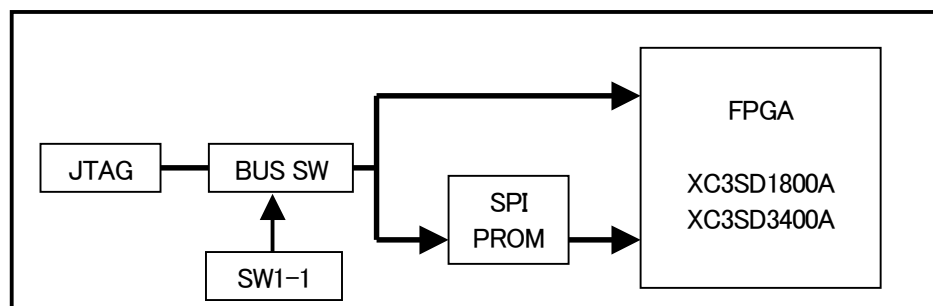 JTAG
BUS SW
SW1-1
SPI
PROM
FPGA
XC3SD1800A
XC3SD3400A